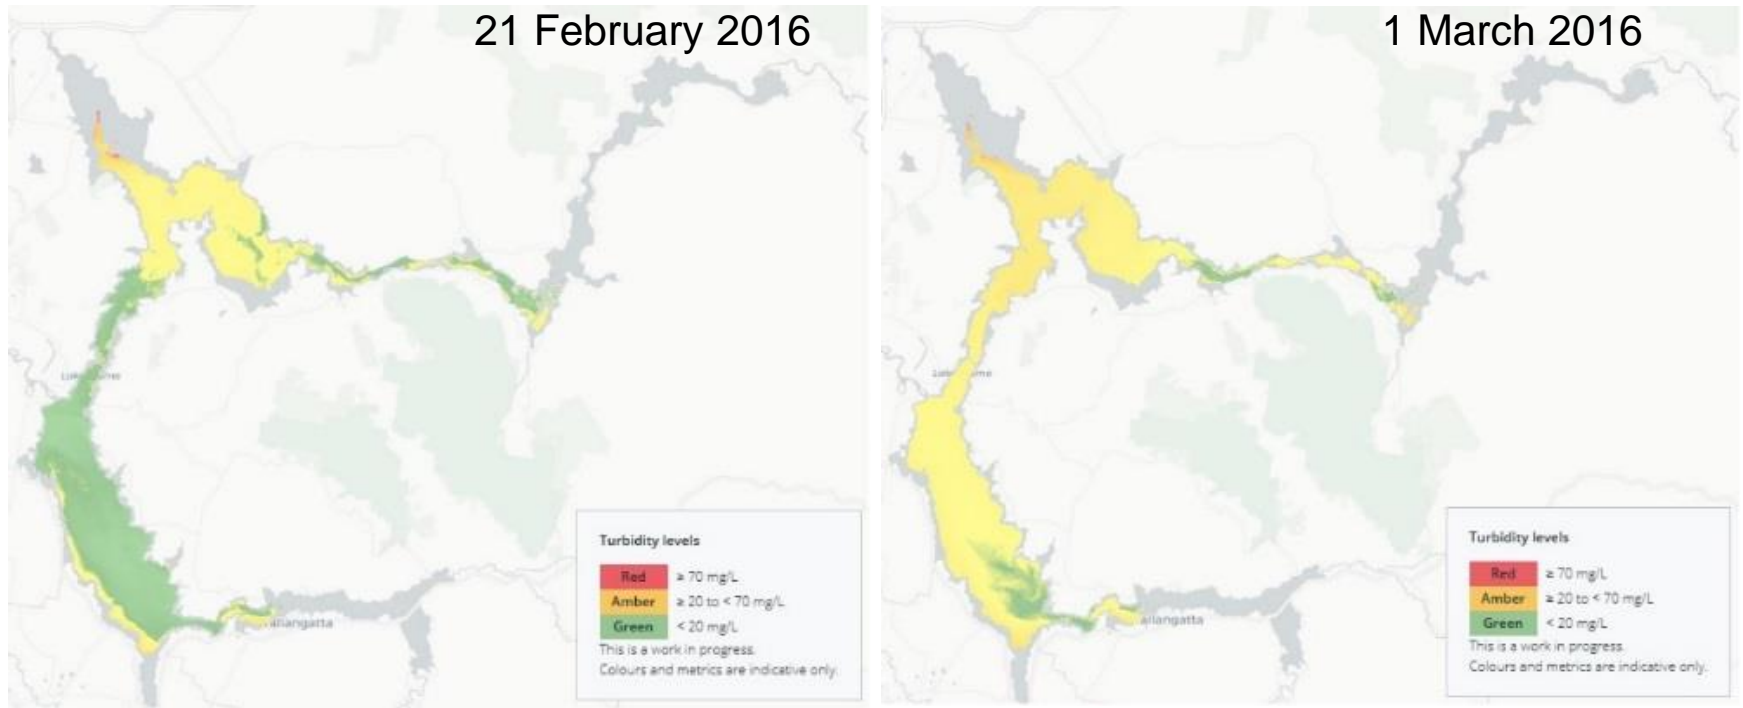 21 February 2016
Turbidity levels
Red ≥ 70 mg/L
Amber ≥ 20 to < 70 mg/L
Green < 20 mg/L
This is a work in progress.
Colours and metrics are indicative only.
allangatta
1 March 2016
Turbidity levels
Red ≥ 70 mg/L
Amber ≥ 20 to < 70 mg/L
Green < 20 mg/L
This is a work in progress.
Colours and metrics are indicative only.
allangatta